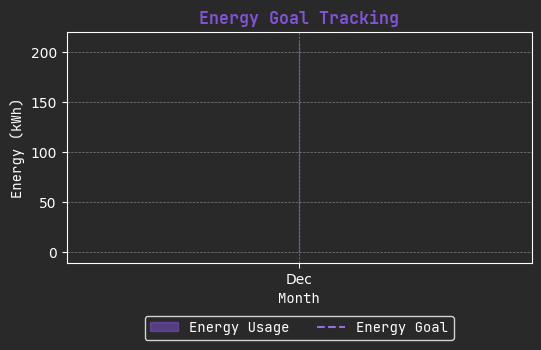 Energy Goal Tracking
Energy (kWh)
200
150
100
50
0
Dec
Month
Energy Usage
Energy Goal